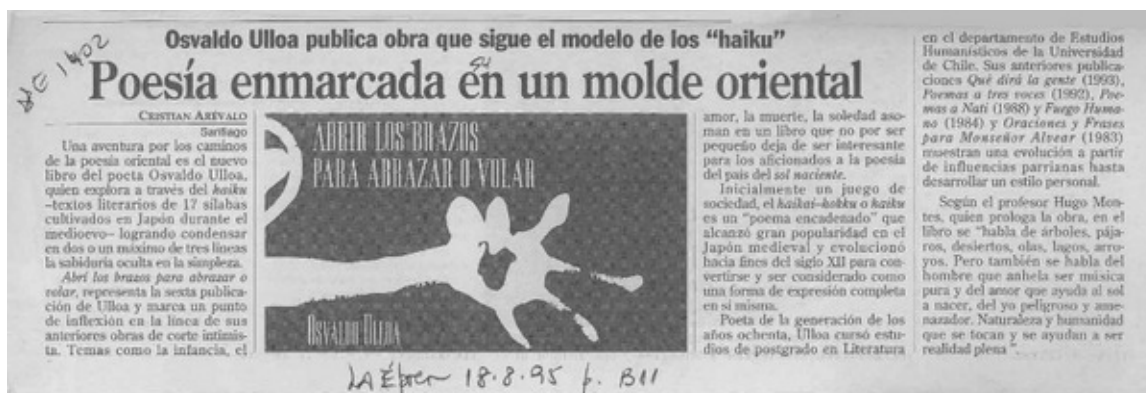 Osvaldo Ulloa publica obra que sigue el modelo de los “haiku”
Poesía enmarcada en un molde oriental
CRISTIAN ARÉVALO
Santiago
Una aventura por los caminos
de la poesía oriental es el nuevo
libro del poeta Osvaldo Ulloa,
quien explora a través del haiku
–textos literarios de 17 sílabas
cultivados en Japón durante el
medioevo– logrando condensar
en dos o un máximo de tres líneas
la sabiduría oculta en la simpleza.
Abrí los brazos para abrazar o
volar, representa la sexta publica-
ción de Ulloa y marca un punto
de inflexión en la línea de sus
anteriores obras de corte intimis-
ta. Temas como la infancia, el
ABRIR LOS BRAZOS
PARA ABRAZAR O VOLAR
OSVALDO ULLOA
amor, la muerte, la soledad aso-
man en un libro que no por ser
pequeño deja de ser interesante
para los aficionados a la poesía
del país del sol naciente.
Inicialmente un juego de
sociedad, el haikai–hokku o haiku
es un “poema encadenado” que
alcanzó gran popularidad en el
Japón medieval y evolucionó
hacia fines del siglo XII para con-
vertirse y ser considerado como
una forma de expresión completa
en sí misma.
Poeta de la generación de los
años ochenta, Ulloa cursó estu-
dios de postgrado en Literatura
en el departamento de Estudios
Humanísticos de la Universidad
de Chile. Sus anteriores publica-
ciones Qué dirá la gente (1993),
Poemas a tres voces (1992), Poe-
mas a Nati (1988) y Fuego Huma-
no (1984) y Oraciones y Frases
para Monseñor Alvear (1983)
muestran una evolución a partir
de influencias parrianas hasta
desarrollar un estilo personal.
Según el profesor Hugo Mon-
tes, quien prologa la obra, en el
libro se “habla de árboles, pája-
ros, desiertos, olas, lagos, arro-
yos. Pero también se habla del
hombre que anhela ser música
pura y del amor que ayuda al sol
a nacer, del yo peligroso y ame-
nazador. Naturaleza y humanidad
que se tocan y se ayudan a ser
realidad plena”.
LA Época 18.8.95 p. B11